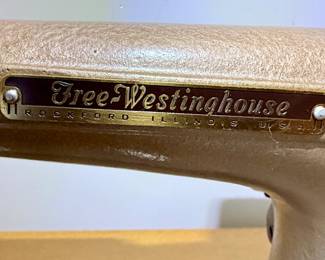 Free-Westinghouse
ROCKFORD ILLINOIS U.S.A.